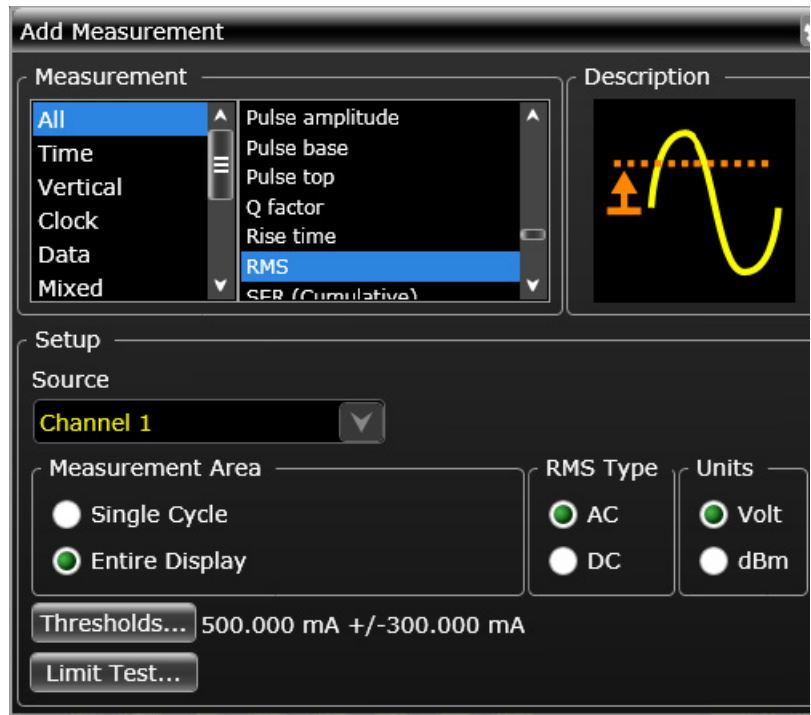 Add Measurement
Measurement
Description
All
Time
Vertical
Clock
Data
Mixed
Pulse amplitude
Pulse base
Pulse top
Q factor
Rise time
RMS
SER (Cumulative)
Setup
Source
Channel 1
Measurement Area
Single Cycle
Entire Display
RMS Type
AC
DC
Units
Volt
dBm
Thresholds... 500.000 mA +/-300.000 mA
Limit Test...